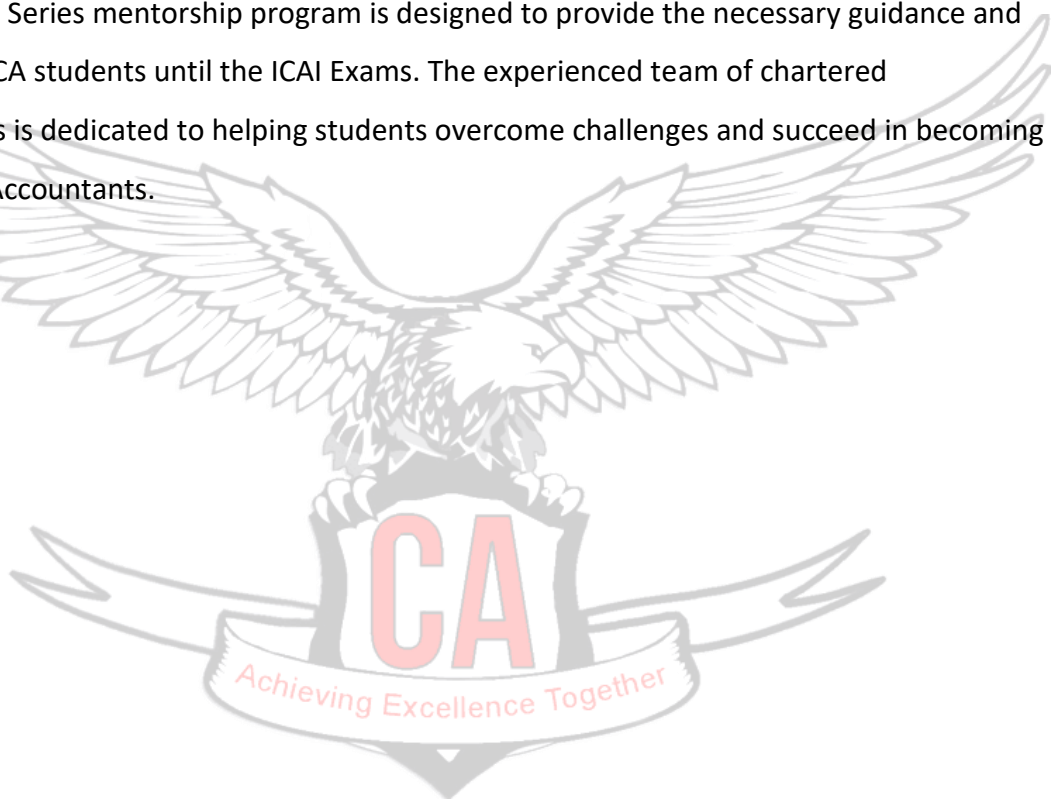 Series mentorship program is designed to provide the necessary guidance and
CA students until the ICAI Exams. The experienced team of chartered
s is dedicated to helping students overcome challenges and succeed in becoming
Accountants.
CA
Achieving Excellence Together